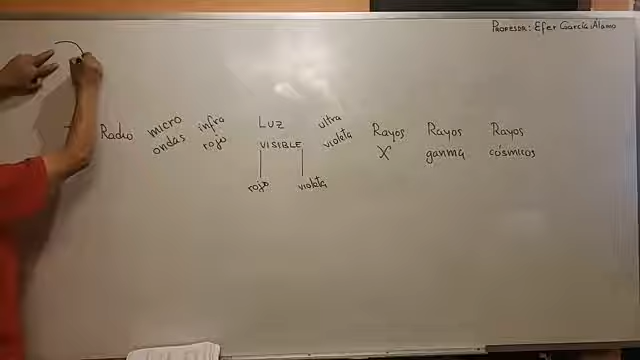 Profesor: Efer García Álamo
Radio
micro
ondas
infra
rojo
Luz
VISIBLE
rojo
violeta
ultra
violeta
Rayos
X
Rayos
ganma
Rayos
cósmicos